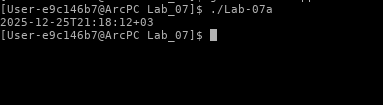 [User-e9c146b7@ArcPC Lab_07]$ ./Lab-07a
2025-12-25T21:18:12+03
[User-e9c146b7@ArcPC Lab_07]$